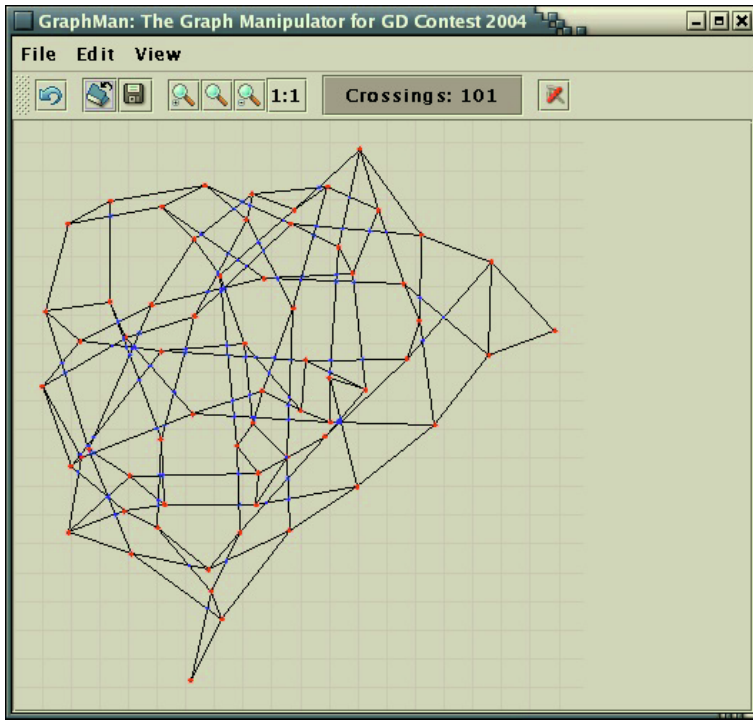 GraphMan: The Graph Manipulator for GD Contest 2004
File Edit View
1:1 Crossings: 101